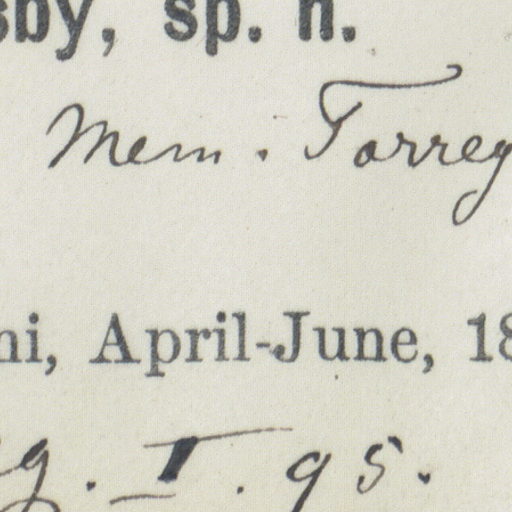 sby, sp. n.
Mem. Torrey
ni, April-June, 18
g. I. 95.